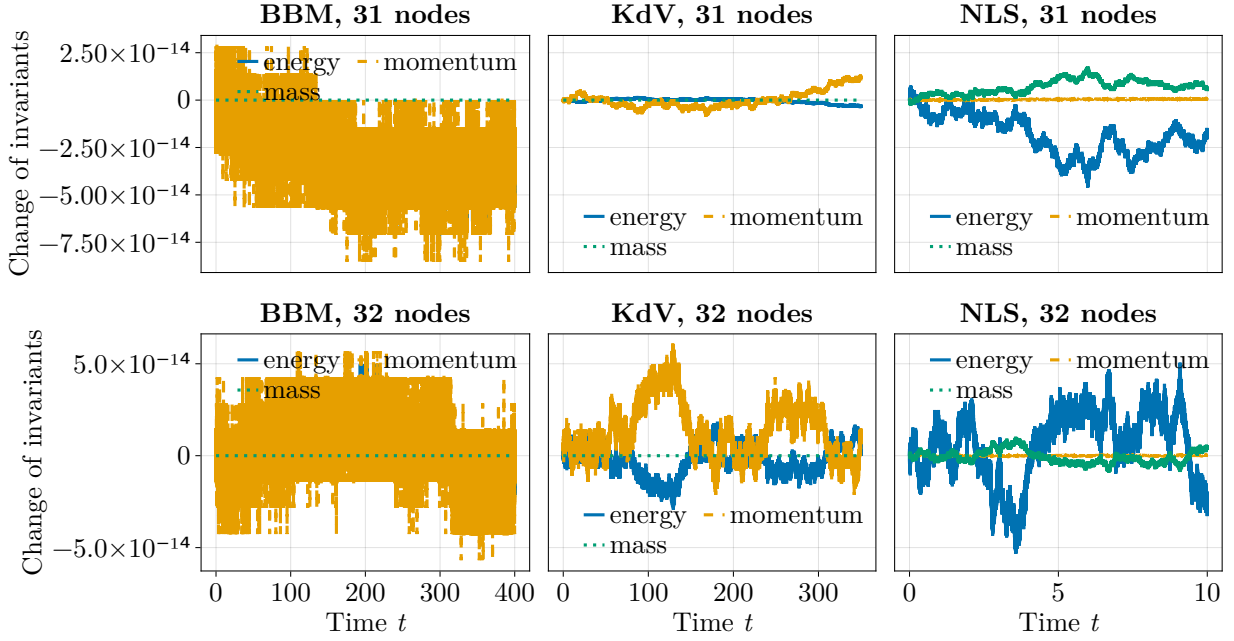 BBM, 31 nodes
KdV, 31 nodes
NLS, 31 nodes
Change of invariants
2.50×10⁻¹⁴
0
−2.50×10⁻¹⁴
−5.00×10⁻¹⁴
−7.50×10⁻¹⁴
energy momentum
mass
energy momentum
mass
energy momentum
mass
BBM, 32 nodes
KdV, 32 nodes
NLS, 32 nodes
Change of invariants
5.0×10⁻¹⁴
0
−5.0×10⁻¹⁴
energy momentum
mass
energy momentum
mass
energy momentum
mass
0 100 200 300 400
0 100 200 300
0 5 10
Time t
Time t
Time t